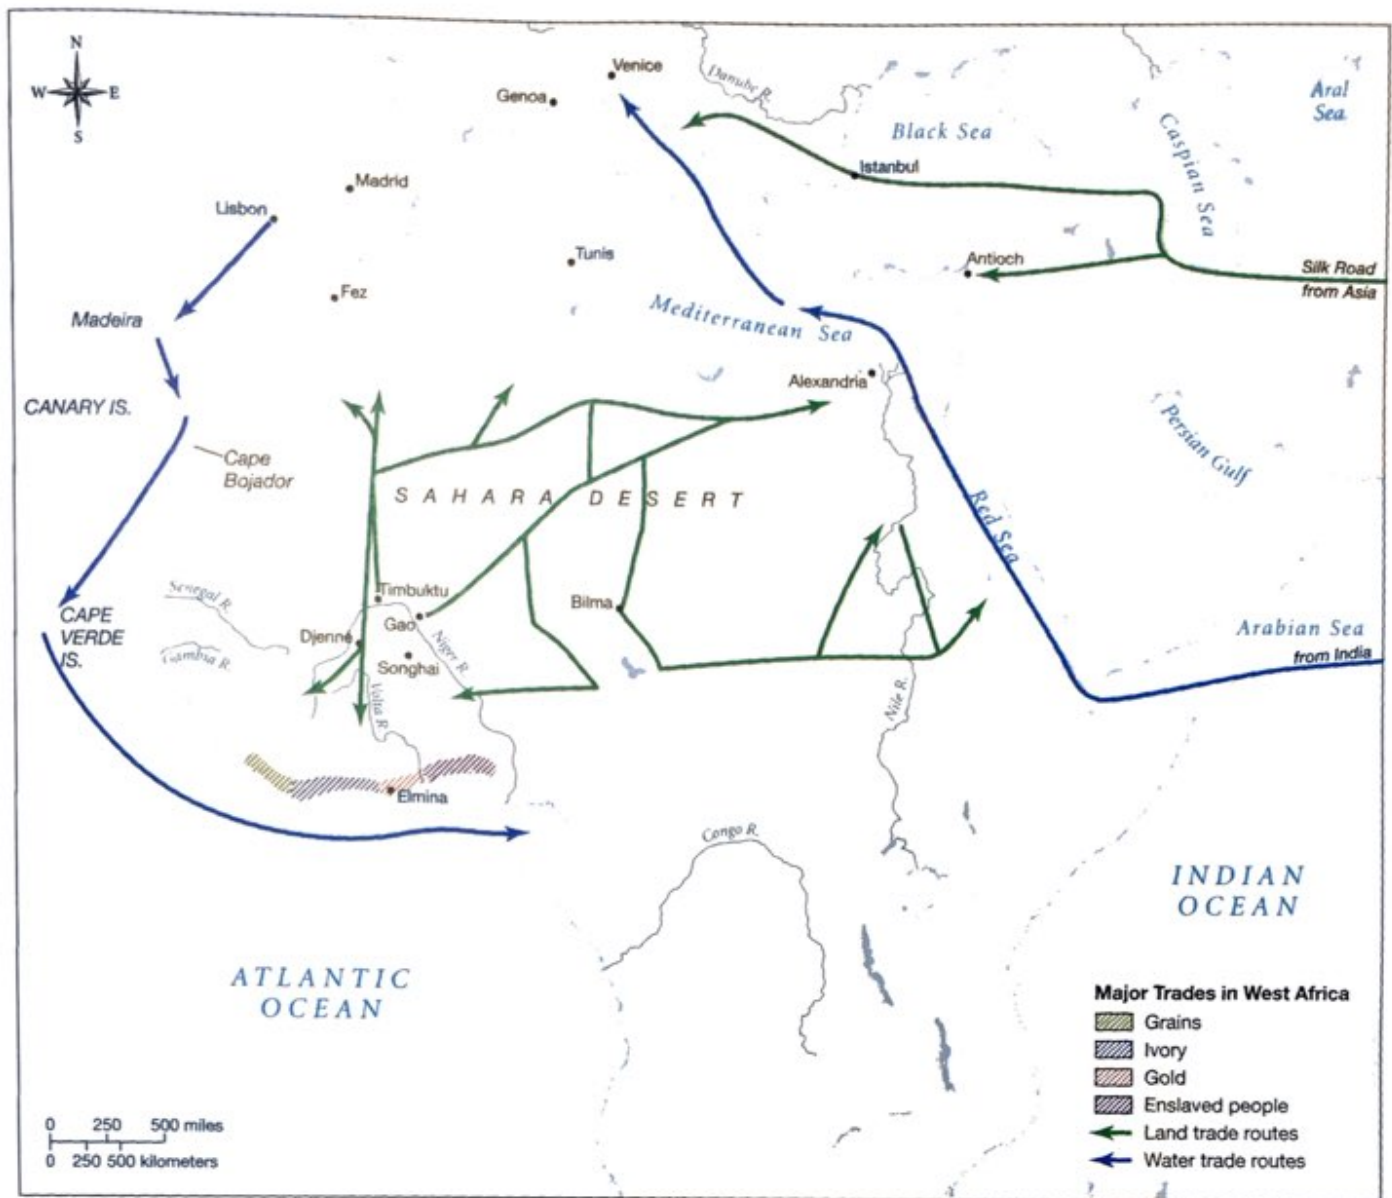 N
W E
S
Venice
Genoa
Danube R.
Aral
Sea
Black Sea
Caspian Sea
Istanbul
Madrid
Lisbon
Tunis
Antioch
Silk Road
from Asia
Fez
Madeira
Mediterranean Sea
Alexandria
CANARY IS.
Persian Gulf
Cape
Bojador
SAHARA DESERT
Red Sea
Senegal R.
Timbuktu
CAPE
VERDE
IS.
Gao
Bilma
Djenné
Niger R.
Gambia R.
Songhai
Arabian Sea
from India
Volta R.
Nile R.
Elmina
Congo R.
INDIAN
OCEAN
ATLANTIC
OCEAN
Major Trades in West Africa
Grains
Ivory
Gold
Enslaved people
Land trade routes
Water trade routes
0 250 500 miles
0 250 500 kilometers